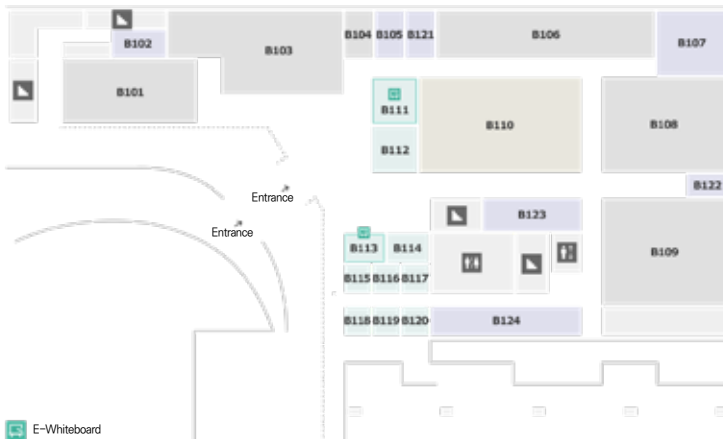 B102
B103
B104
B105
B121
B106
B107
B101
B111
B110
B108
B112
B122
Entrance
Entrance
B123
B113
B114
B109
B115
B116
B117
B118
B119
B120
B124
E-Whiteboard